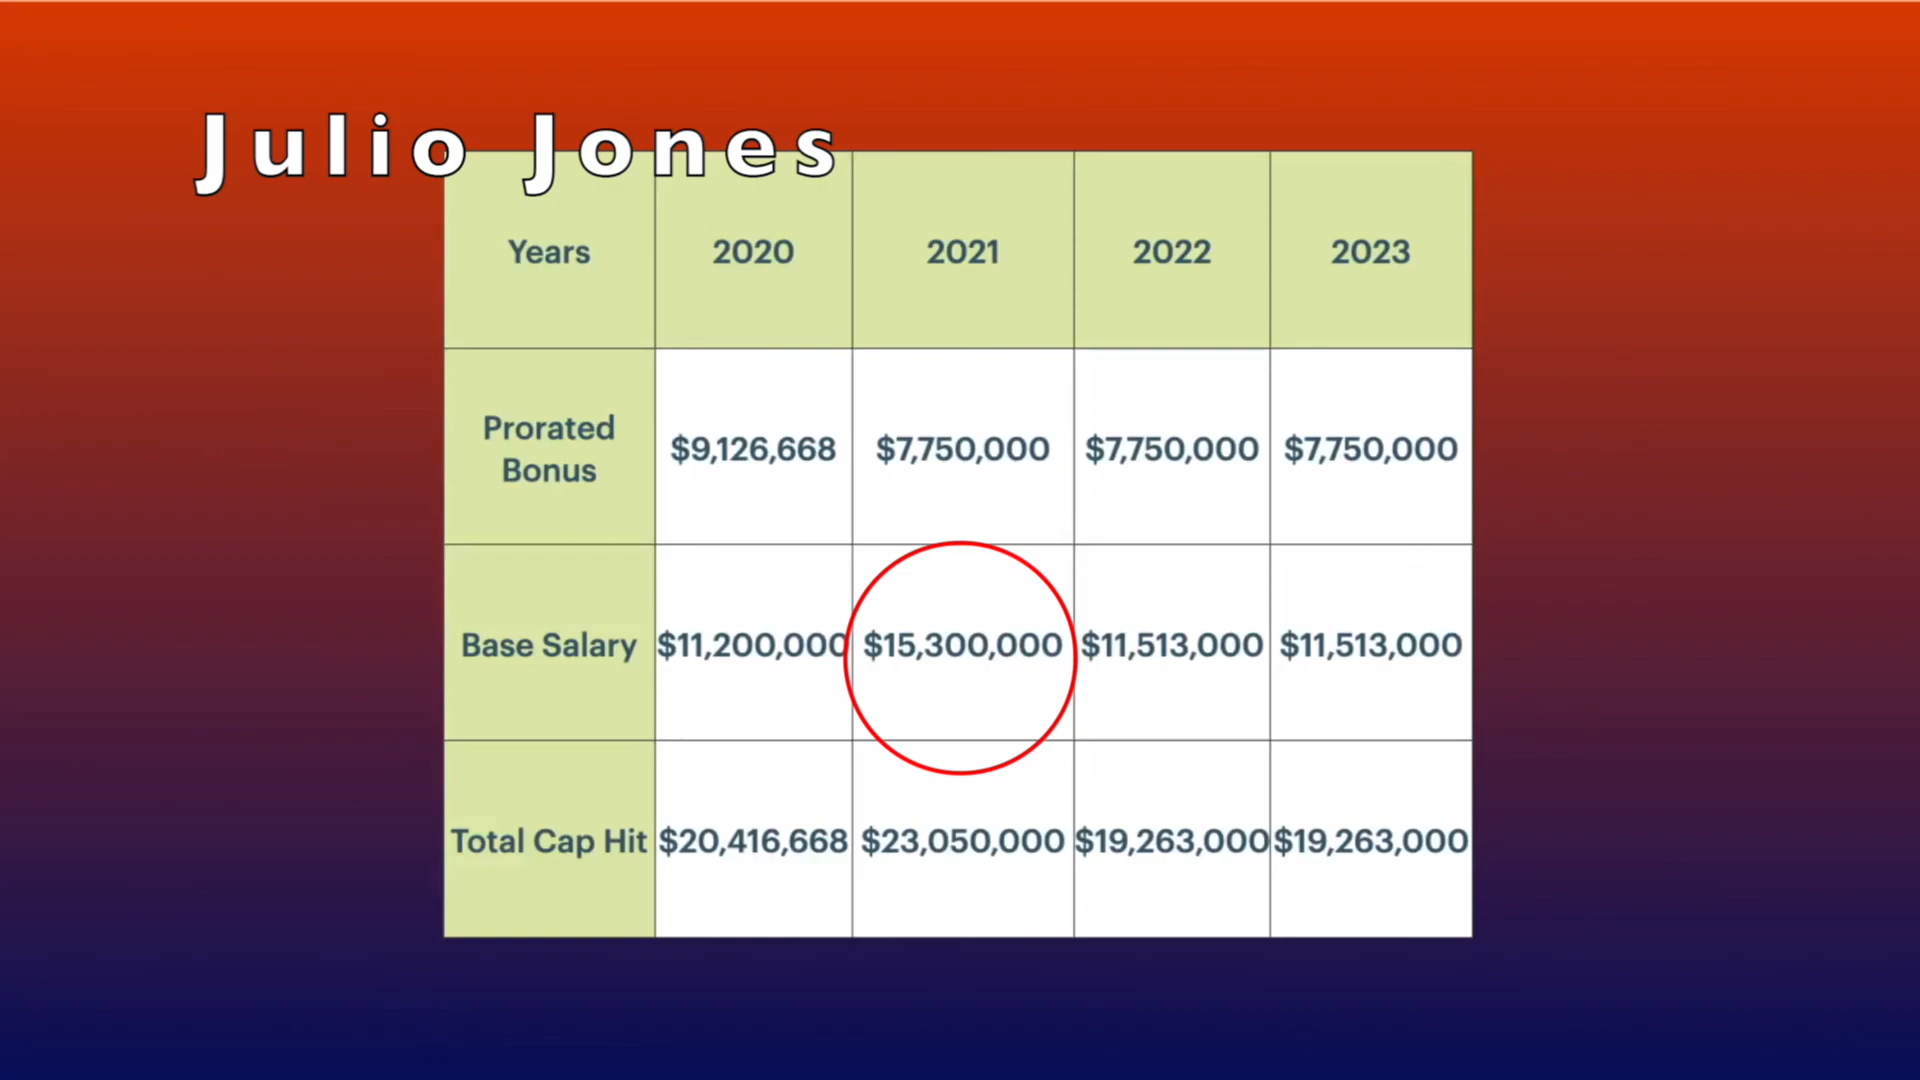 Julio Jones
Years 2020 2021 2022 2023
Prorated
Bonus $9,126,668 $7,750,000 $7,750,000 $7,750,000
Base Salary $11,200,000 $15,300,000 $11,513,000 $11,513,000
Total Cap Hit $20,416,668 $23,050,000 $19,263,000 $19,263,000